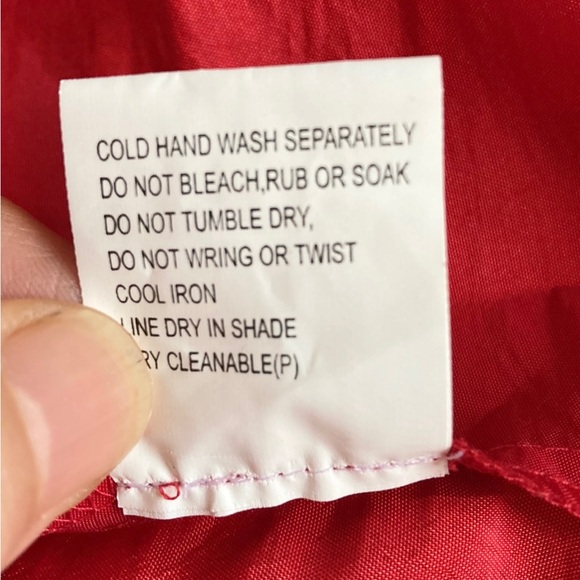 COLD HAND WASH SEPARATELY
DO NOT BLEACH,RUB OR SOAK
DO NOT TUMBLE DRY,
DO NOT WRING OR TWIST
COOL IRON
LINE DRY IN SHADE
RY CLEANABLE(P)